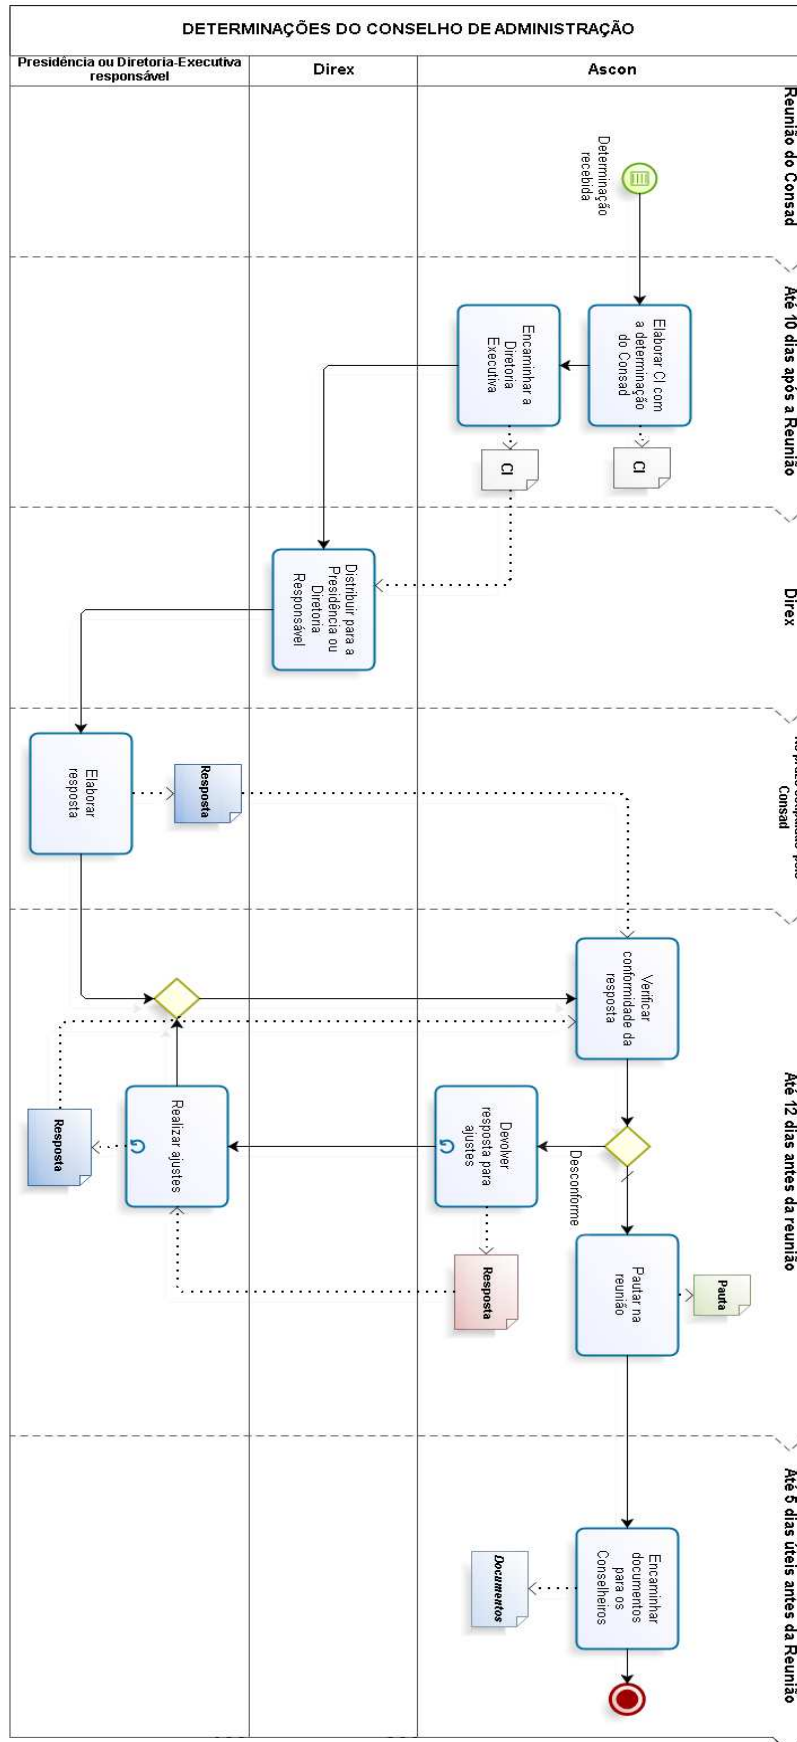 DETERMINAÇÕES DO CONSELHO DE ADMINISTRAÇÃO
Presidência ou Diretoria-Executiva
responsável
Direx
Ascon
Reunião do Consad
Determinação
recebida
Até 10 dias após a Reunião
Elaborar CI com
a determinação
do Consad
CI
Encaminhar a
Diretoria
Executiva
CI
Direx
Distribuir para a
Presidência ou
Diretoria
Responsável
Consad
Elaborar
resposta
Resposta
Até 12 dias antes da reunião
Verificar
conformidade da
resposta
Desconforme
Devolver
resposta para
ajustes
Resposta
Realizar ajustes
Resposta
Pautar na
reunião
Pauta
Até 5 dias úteis antes da Reunião
Encaminhar
documentos
para os
Conselheiros
Documentos